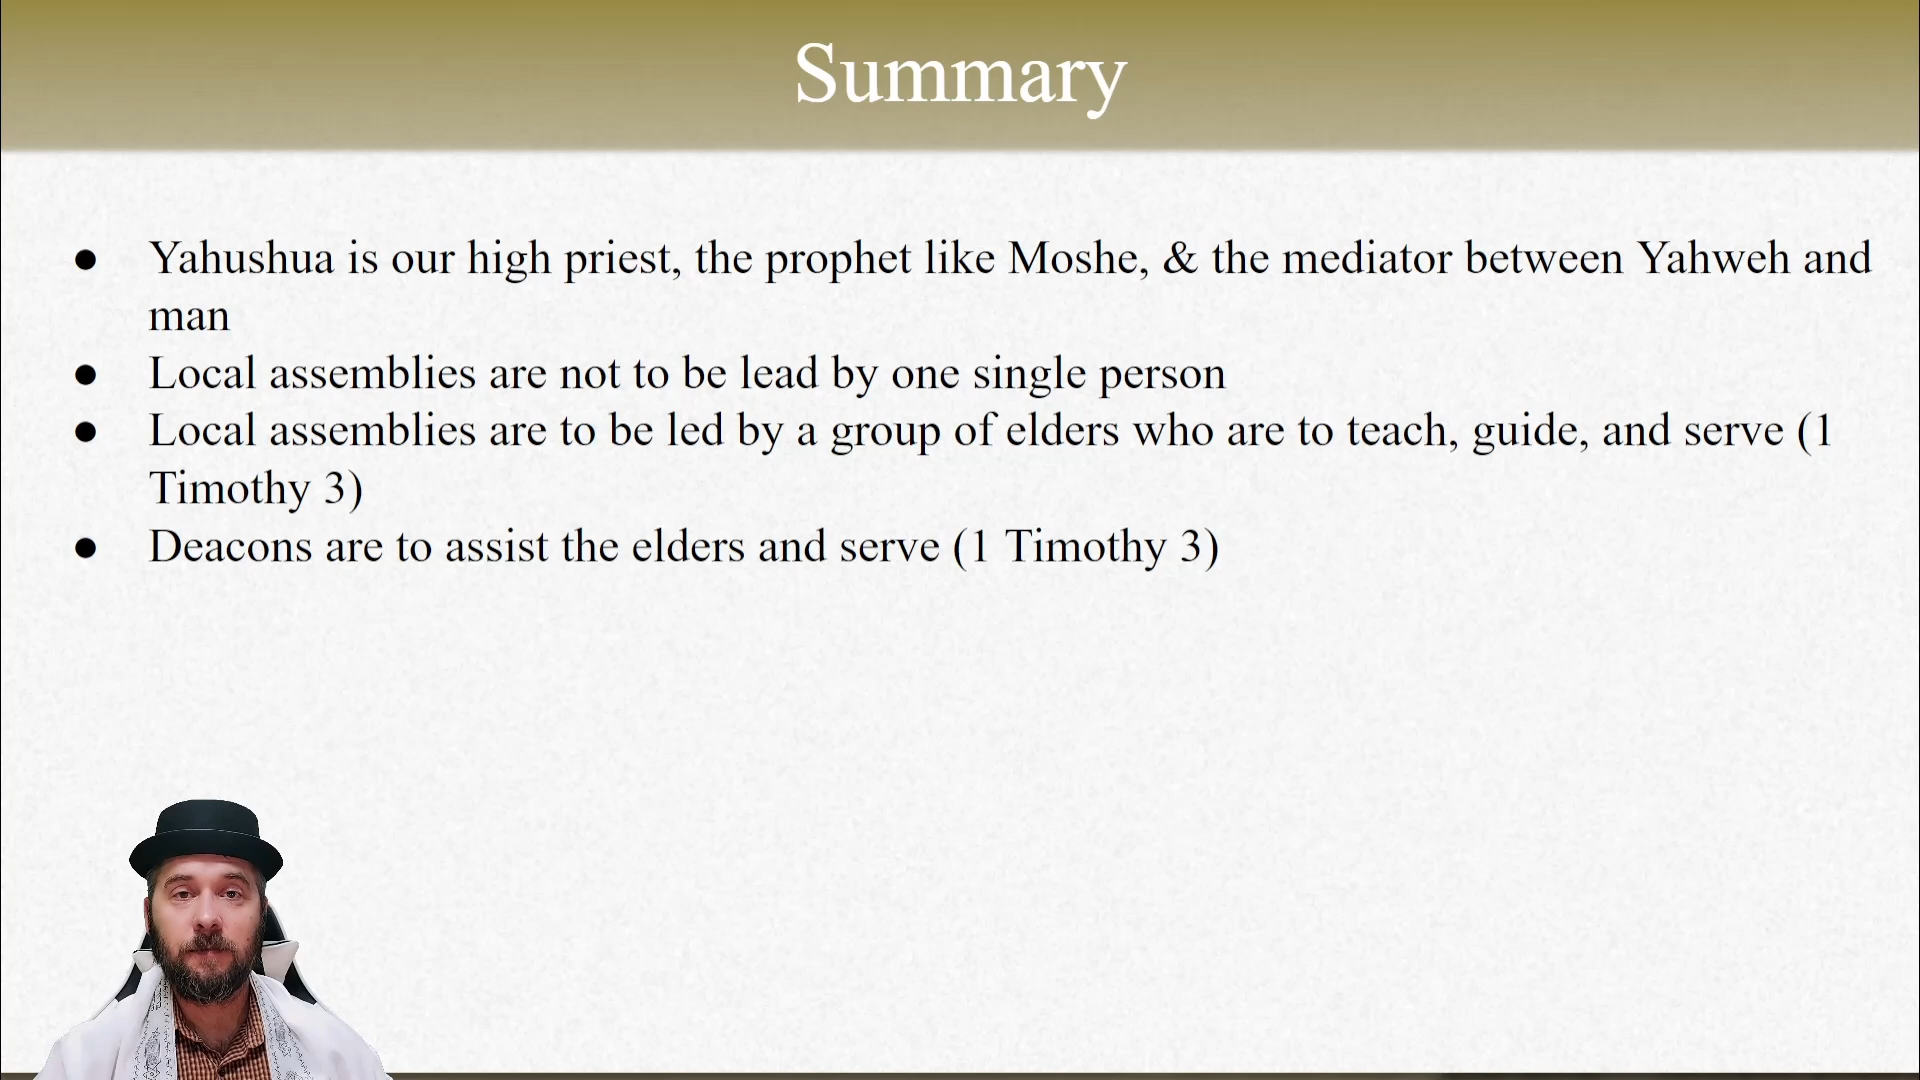 Summary
● Yahushua is our high priest, the prophet like Moshe, & the mediator between Yahweh and
man
● Local assemblies are not to be lead by one single person
● Local assemblies are to be led by a group of elders who are to teach, guide, and serve (1
Timothy 3)
● Deacons are to assist the elders and serve (1 Timothy 3)